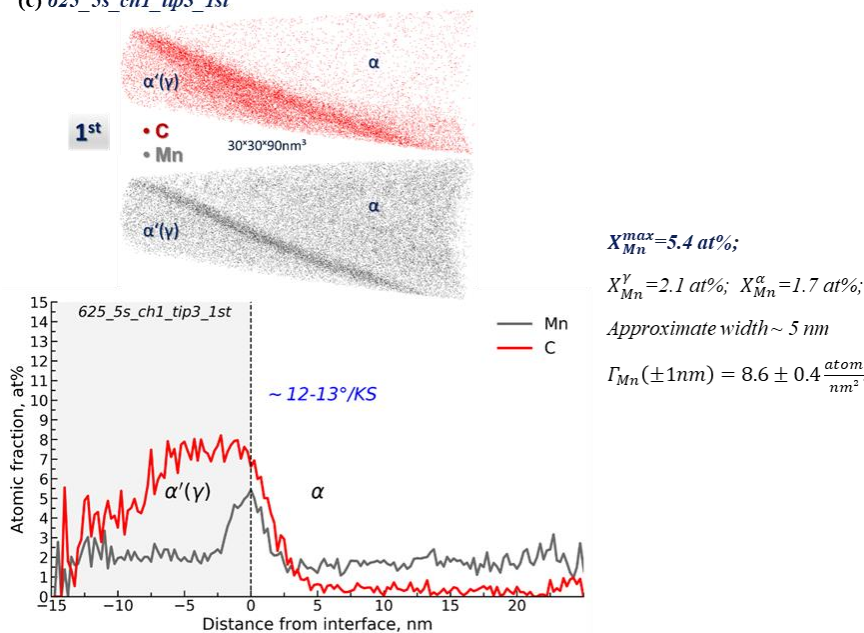 (c) 625_5s_ch1_tip3_1st
α
α'(γ)
1st
• C
• Mn
30*30*90nm³
α
α'(γ)
X_Mn^max=5.4 at%;
X_Mn^γ=2.1 at%; X_Mn^α=1.7 at%;
Approximate width~ 5 nm
Γ_Mn(±1nm) = 8.6 ± 0.4 atom/nm²
15
14
13
12
11
10
9
8
7
6
5
4
3
2
1
0
Atomic fraction, at%
625_5s_ch1_tip3_1st
Mn
C
~ 12-13°/KS
α′(γ)
α
−15 −10 −5 0 5 10 15 20
Distance from interface, nm